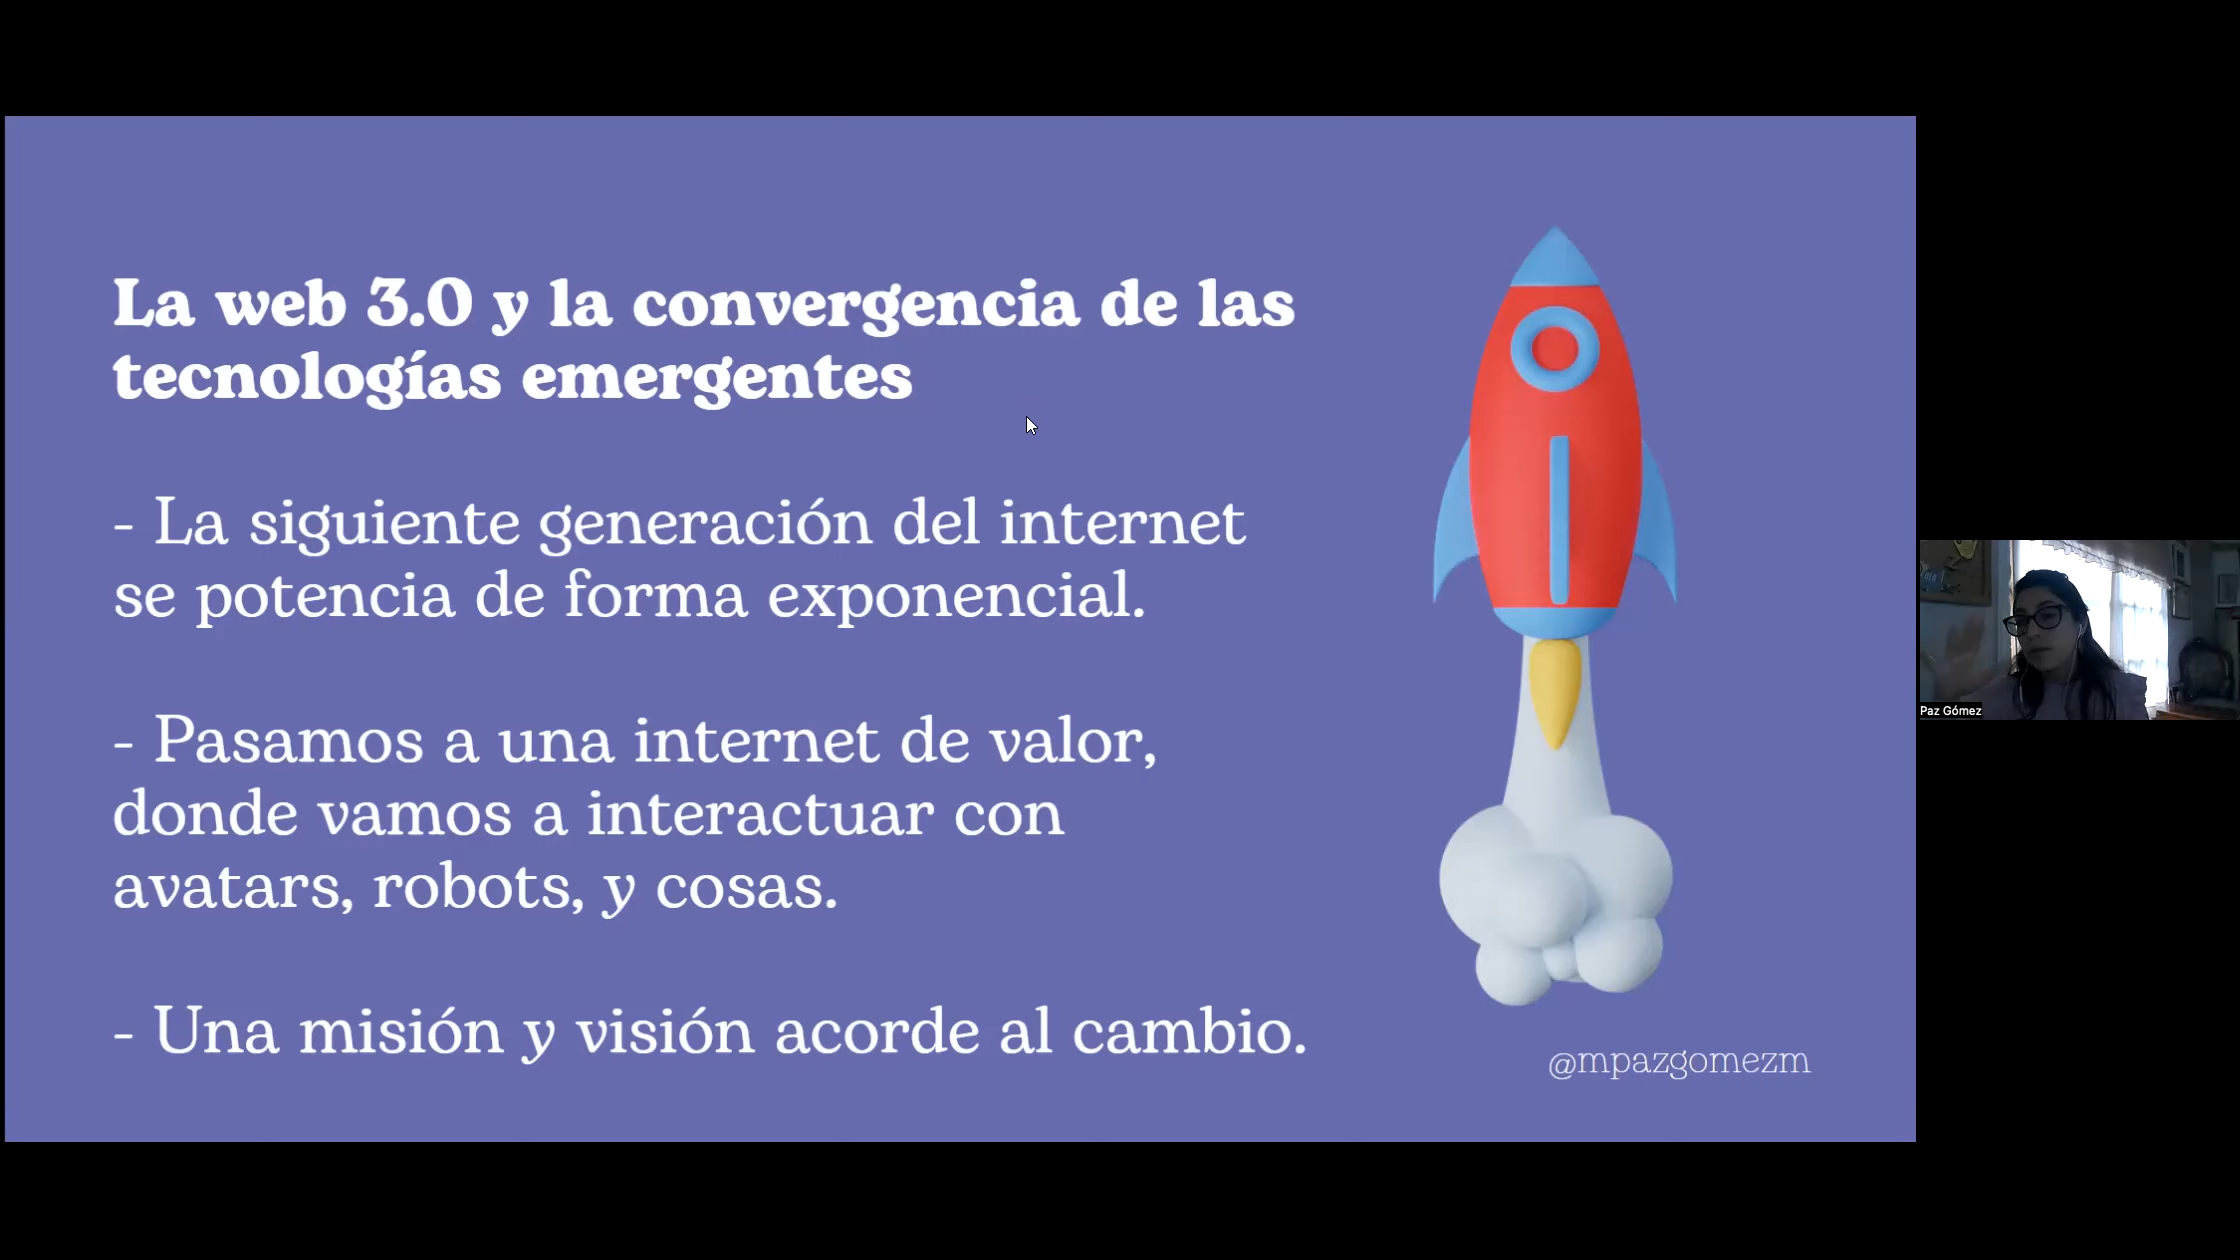 La web 3.0 y la convergencia de las
tecnologías emergentes
- La siguiente generación del internet
se potencia de forma exponencial.
- Pasamos a una internet de valor,
donde vamos a interactuar con
avatars, robots, y cosas.
- Una misión y visión acorde al cambio.
@mpazgomezm
Paz Gómez